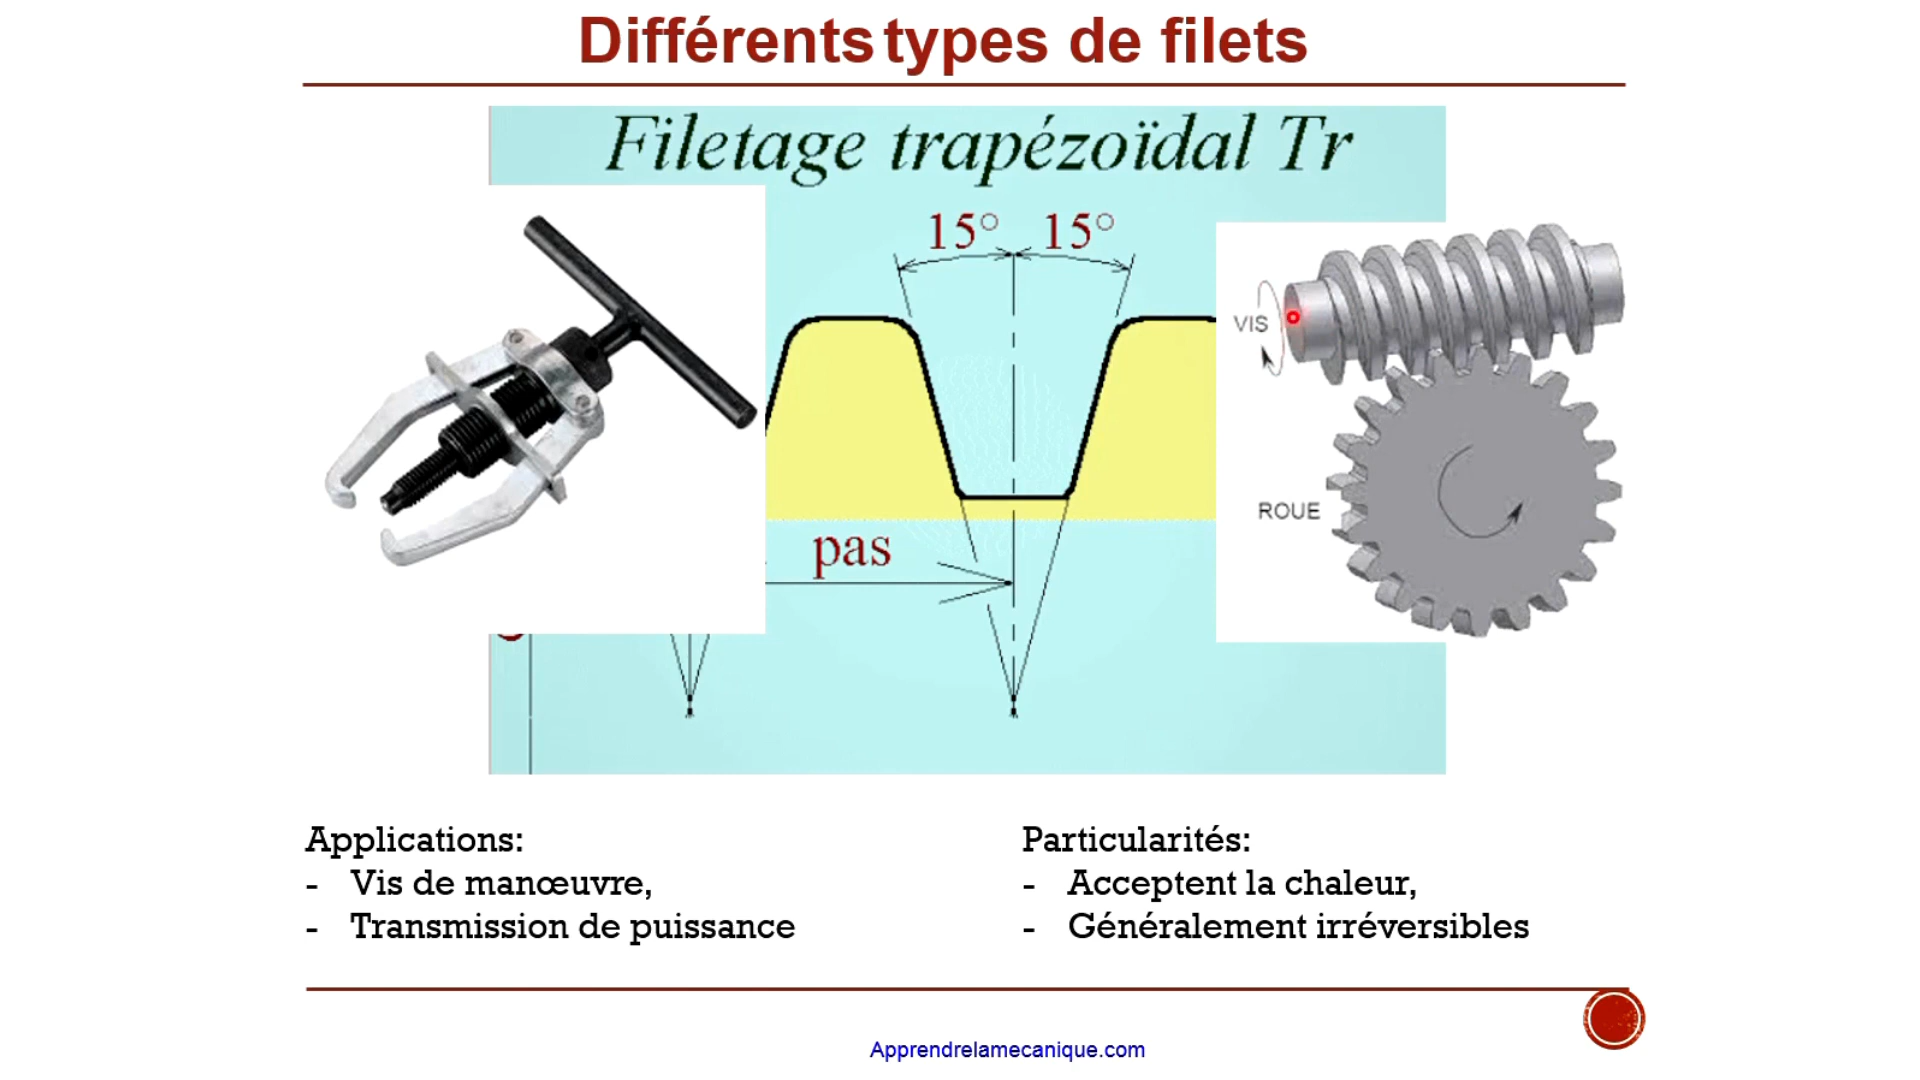 Différents types de filets
Filetage trapézoïdal Tr
15° 15°
VIS
ROUE
pas
Applications:
- Vis de manœuvre,
- Transmission de puissance
Particularités:
- Acceptent la chaleur,
- Généralement irréversibles
Apprendrelamecanique.com